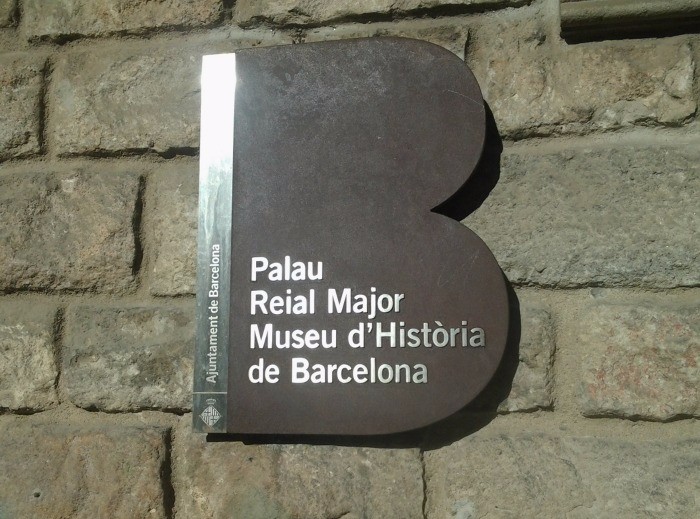 Palau
Reial Major
Museu d'Història
de Barcelona
Ajuntament de Barcelona